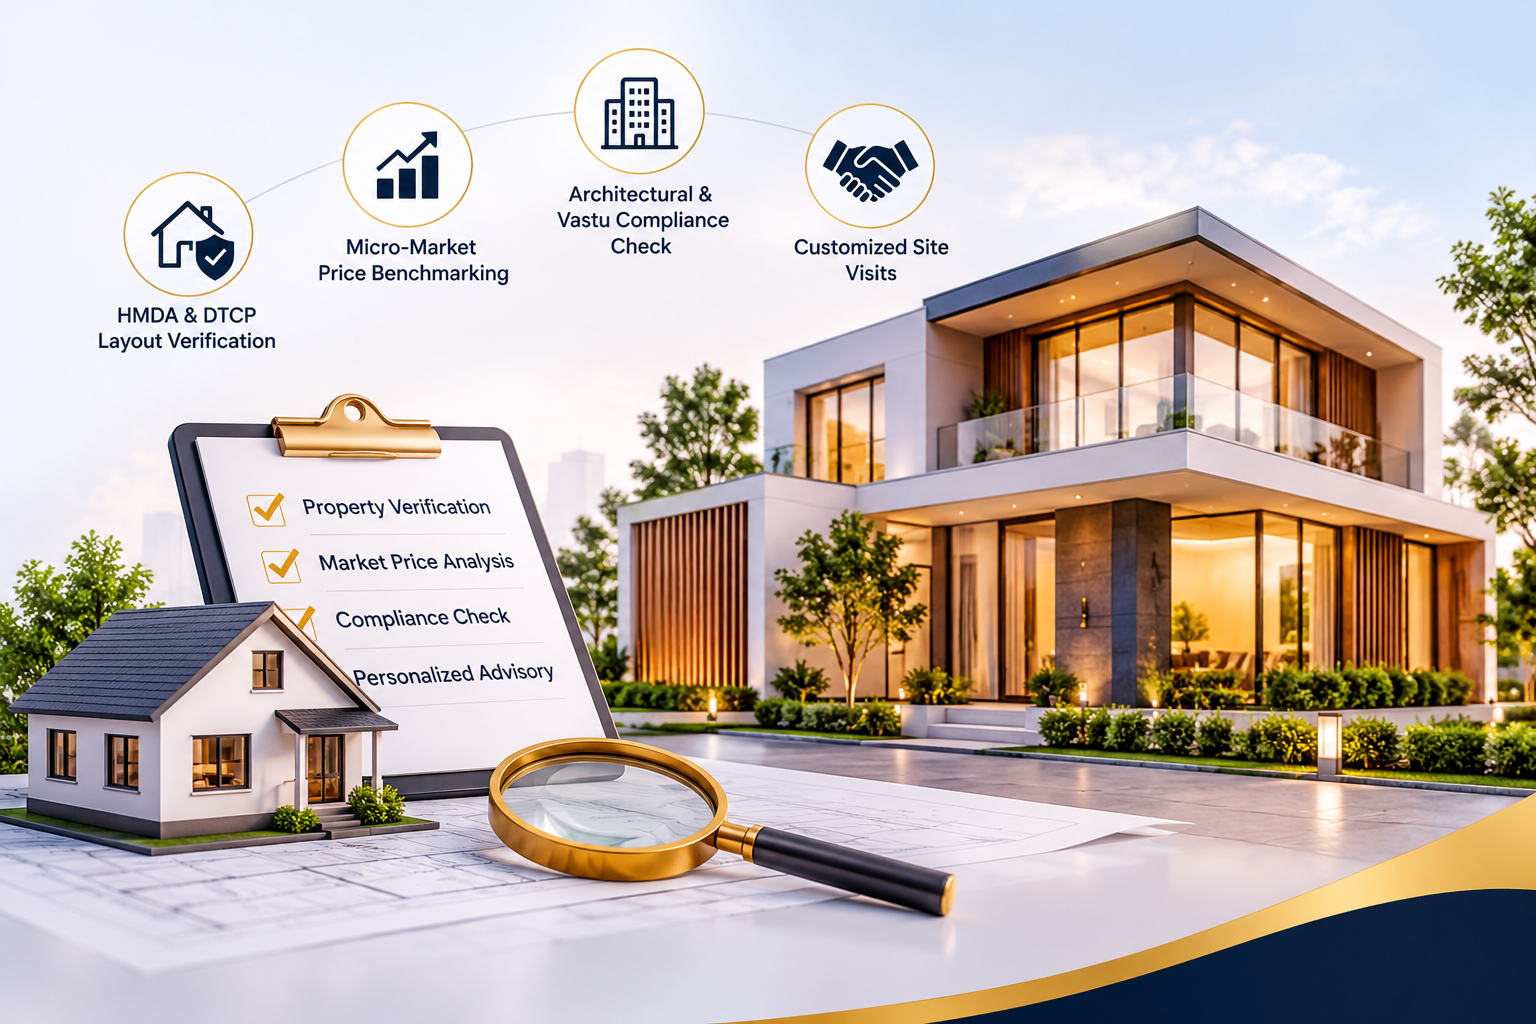 HMDA & DTCP
Layout Verification
Micro-Market
Price Benchmarking
Architectural &
Vastu Compliance
Check
Customized Site
Visits
Property Verification
Market Price Analysis
Compliance Check
Personalized Advisory